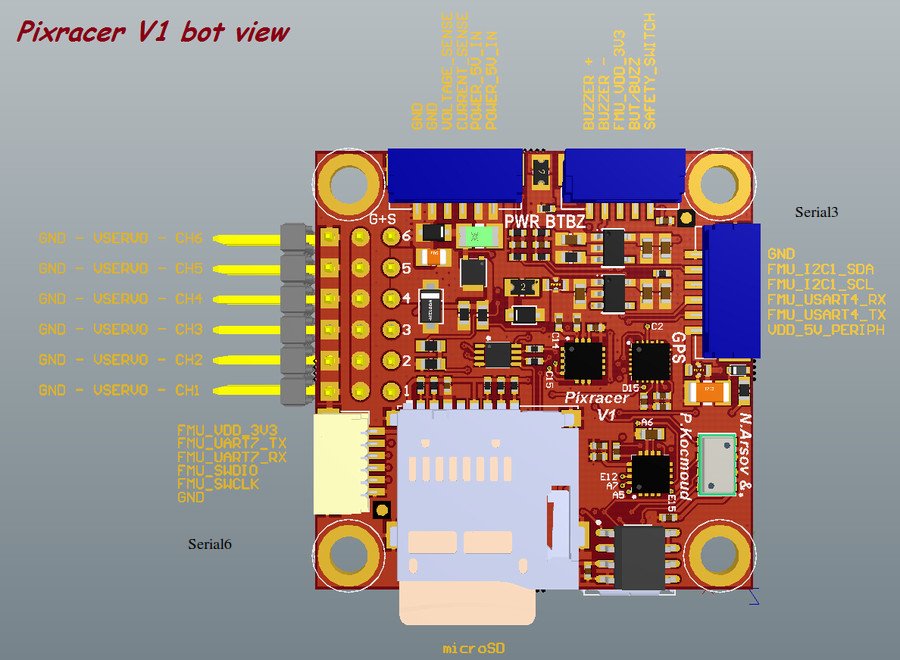 Pixracer V1 bot view
GND
GND
VOLTAGE_SENSE
CURRENT_SENSE
POWER_5V_IN
POWER_5V_IN
BUZZER +
BUZZER -
FMU_VDD_3V3
BUT/BUZZ
SAFETY_SWITCH
Serial3
G+S
PWR BTBZ
GND - VSERVO - CH6
6
GND - VSERVO - CH5
5
GND - VSERVO - CH4
4
GND - VSERVO - CH3
3
GND - VSERVO - CH2
2
GND - VSERVO - CH1
1
GND
FMU_I2C1_SDA
FMU_I2C1_SCL
FMU_USART4_RX
FMU_USART4_TX
VDD_5V_PERIPH
2
C2
GPS
C14
C15
D15
Pixracer
V1
N.Arsov &
P.Kocmoud
A6
E12
A7
A5
E15
FMU_VDD_3V3
FMU_UART7_TX
FMU_UART7_RX
FMU_SWDIO
FMU_SWCLK
GND
Serial6
microSD